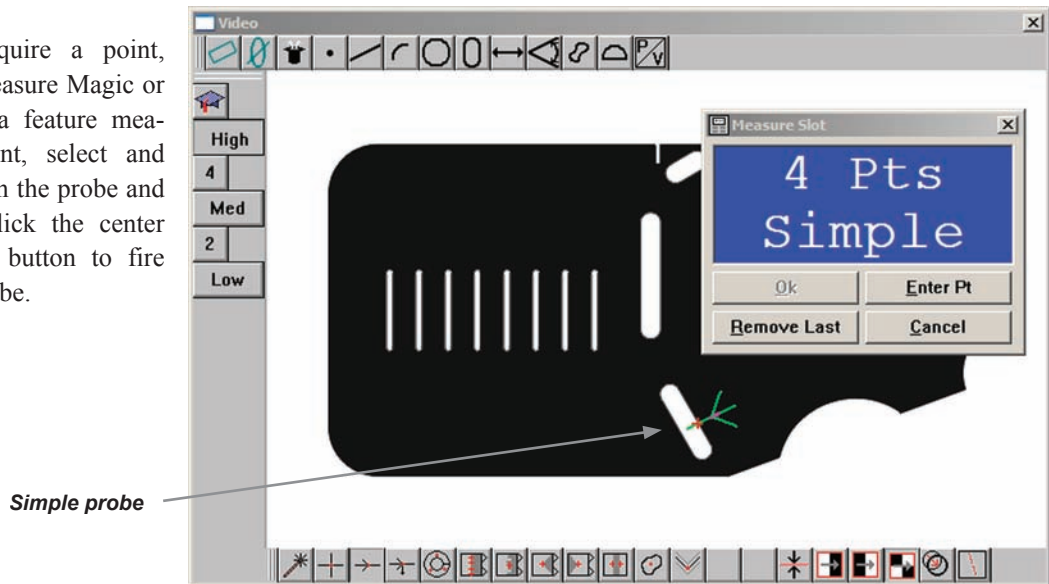 quire a point,
easure Magic or
a feature mea-
nt, select and
n the probe and
lick the center
button to fire
be.
Simple probe
Video
P/V
High
4
Med
2
Low
Measure Slot
4 Pts
Simple
Ok
Enter Pt
Remove Last
Cancel